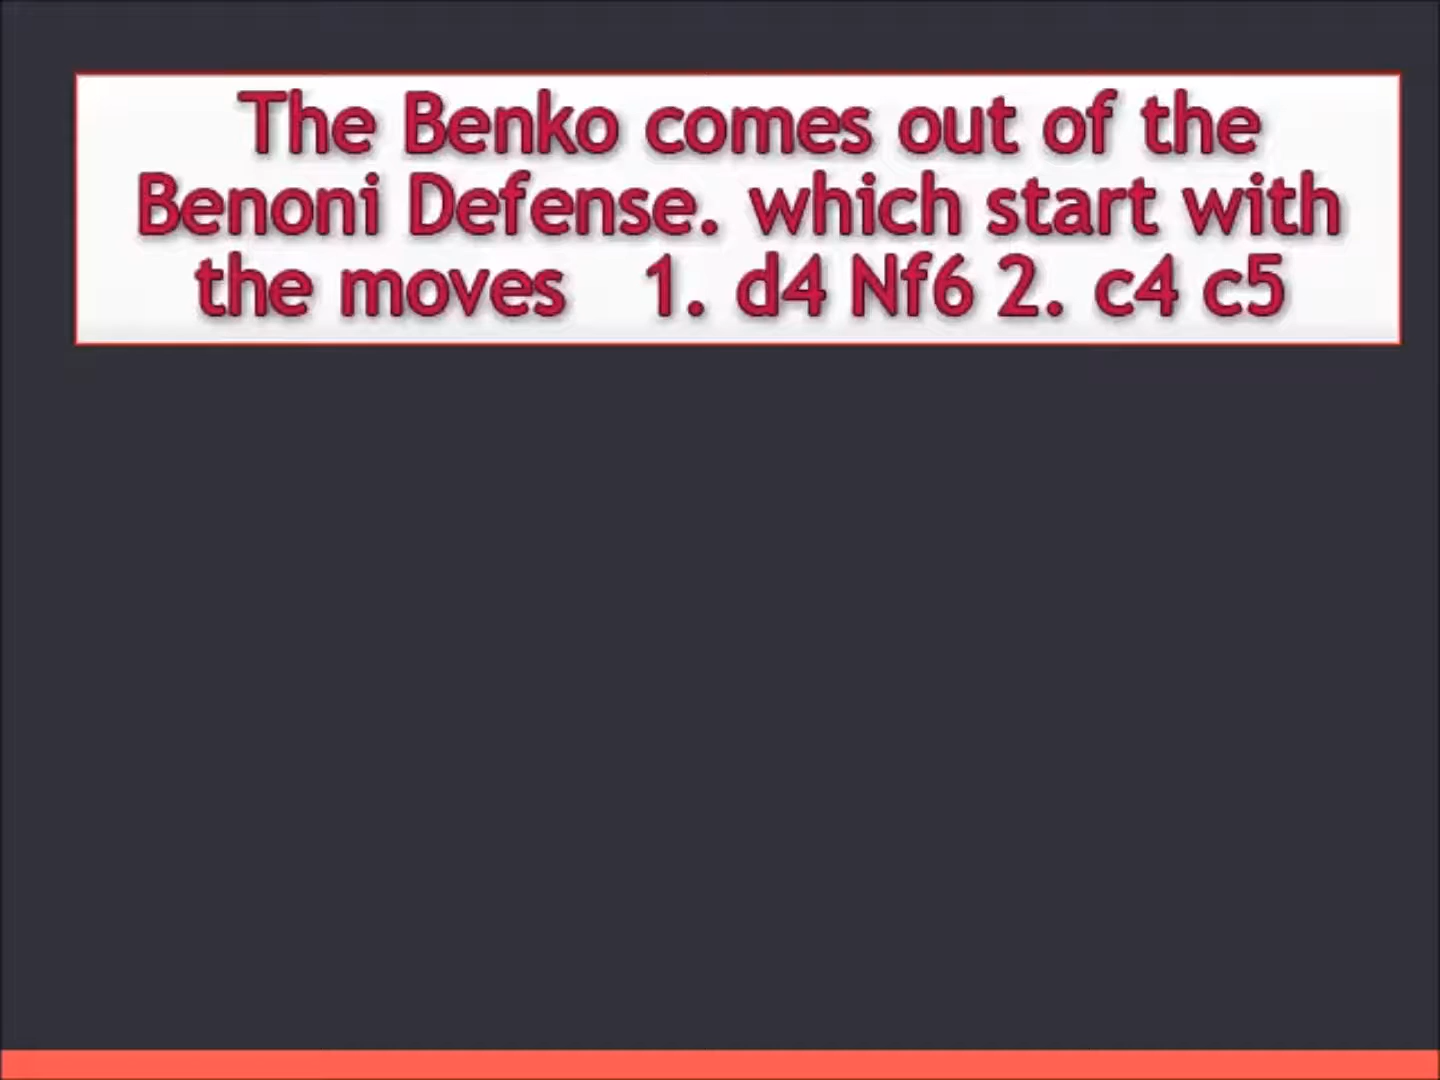 The Benko comes out of the
Benoni Defense. which start with
the moves 1. d4 Nf6 2. c4 c5